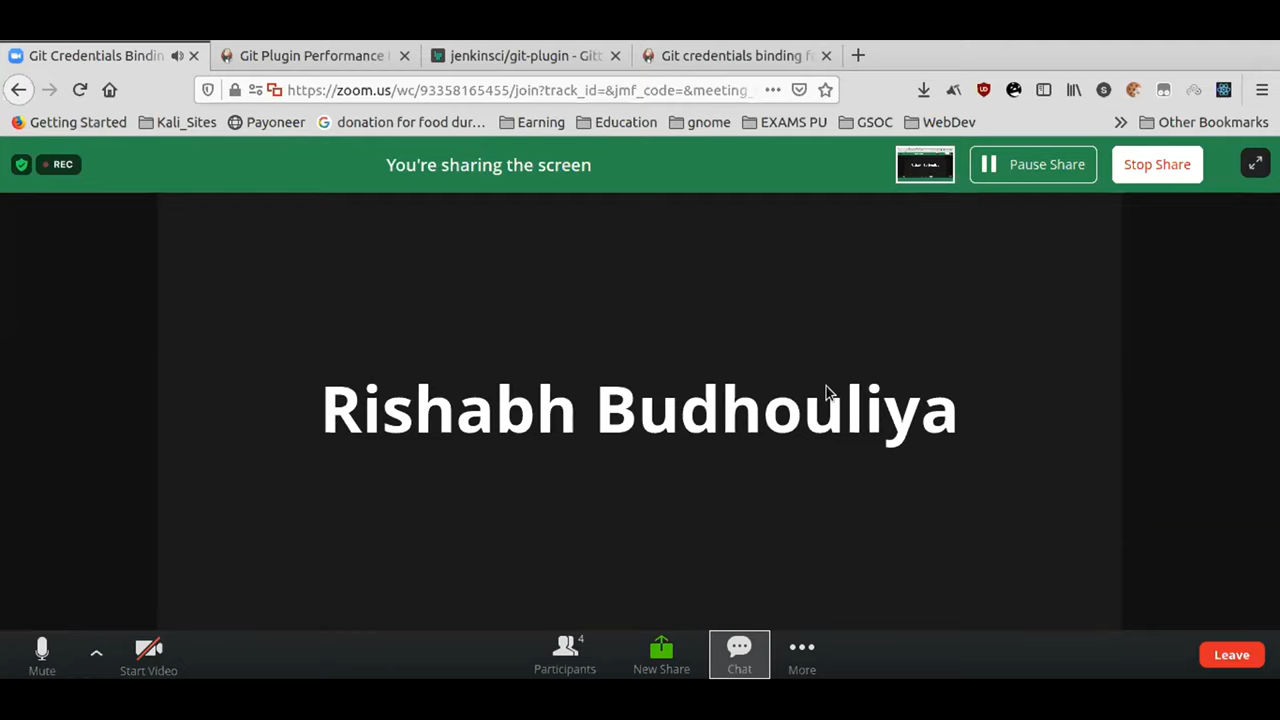 Git Credentials Bindin
Git Plugin Performance
jenkinsci/git-plugin - Gitt
Git credentials binding fe
https://zoom.us/wc/93358165455/join?track_id=&jmf_code=&meeting_
Getting Started
Kali_Sites
Payoneer
donation for food dur...
Earning
Education
gnome
EXAMS PU
GSOC
WebDev
Other Bookmarks
REC
You're sharing the screen
Pause Share
Stop Share
Rishabh Budhouliya
Mute
Start Video
4
Participants
New Share
Chat
More
Leave